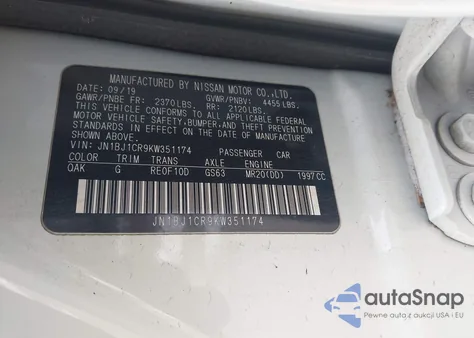 MANUFACTURED BY NISSAN MOTOR CO.,LTD.
DATE: 09/19 GVWR/PNBV: 4455 LBS.
GAWR/PNBE FR: 2370LBS. RR: 2120LBS.
THIS VEHICLE CONFORMS TO ALL APPLICABLE FEDERAL
MOTOR VEHICLE SAFETY,BUMPER, AND THEFT PREVENTION
STANDARDS IN EFFECT ON THE DATE OF MANUFACTURE
SHOWN ABOVE.
VIN: JN1BJ1CR9KW351174 PASSENGER CAR
COLOR TRIM TRANS AXLE ENGINE
QAK G RE0F10D GS63 MR20(DD) 1997CC
JN1BJ1CR9KW351174
autoSnap
Pewne auta z aukcji USA i EU